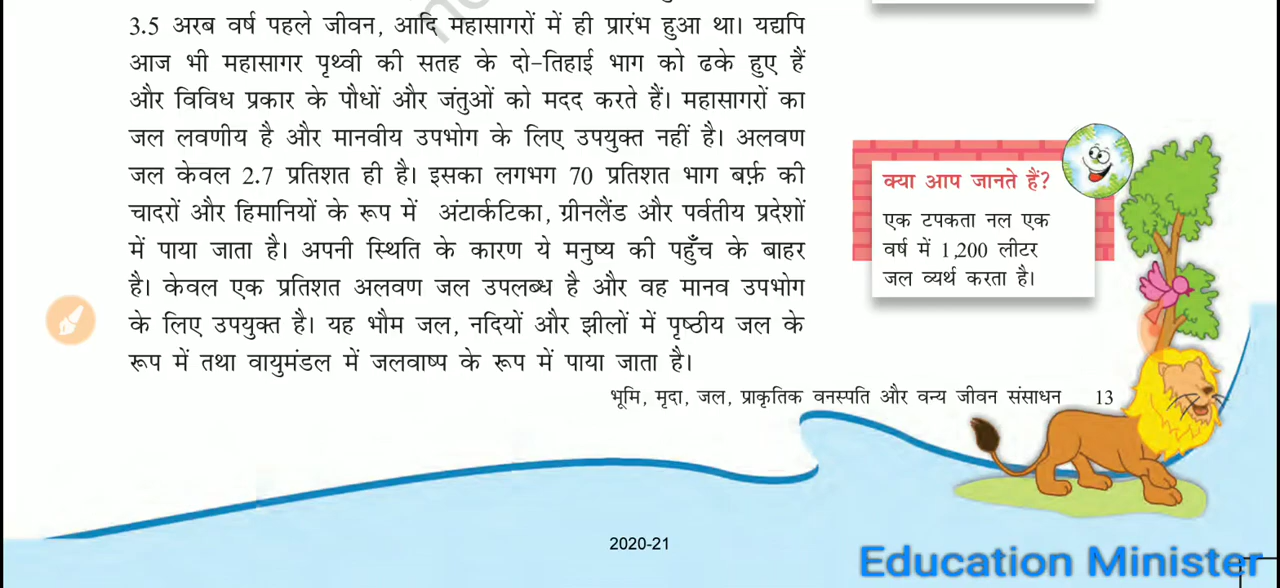 3.5 अरब वर्ष पहले जीवन, आदि महासागरों में ही प्रारंभ हुआ था। यद्यपि
आज भी महासागर पृथ्वी की सतह के दो-तिहाई भाग को ढके हुए हैं
और विविध प्रकार के पौधों और जंतुओं को मदद करते हैं। महासागरों का
जल लवणीय है और मानवीय उपभोग के लिए उपयुक्त नहीं है। अलवण
जल केवल 2.7 प्रतिशत ही है। इसका लगभग 70 प्रतिशत भाग बर्फ़ की
चादरों और हिमानियों के रूप में अंटार्कटिका, ग्रीनलैंड और पर्वतीय प्रदेशों
में पाया जाता है। अपनी स्थिति के कारण ये मनुष्य की पहुँच के बाहर
है। केवल एक प्रतिशत अलवण जल उपलब्ध है और वह मानव उपभोग
के लिए उपयुक्त है। यह भौम जल, नदियों और झीलों में पृष्ठीय जल के
रूप में तथा वायुमंडल में जलवाष्प के रूप में पाया जाता है।
क्या आप जानते हैं?
एक टपकता नल एक
वर्ष में 1,200 लीटर
जल व्यर्थ करता है।
भूमि, मृदा, जल, प्राकृतिक वनस्पति और वन्य जीवन संसाधन 13
2020-21
Education Minister